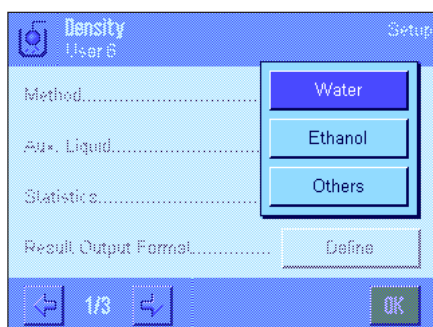 Density
User 6
Setup
Method
Water
Aux. Liquid
Ethanol
Statistics
Others
Result Output Format
Define
1/3
OK